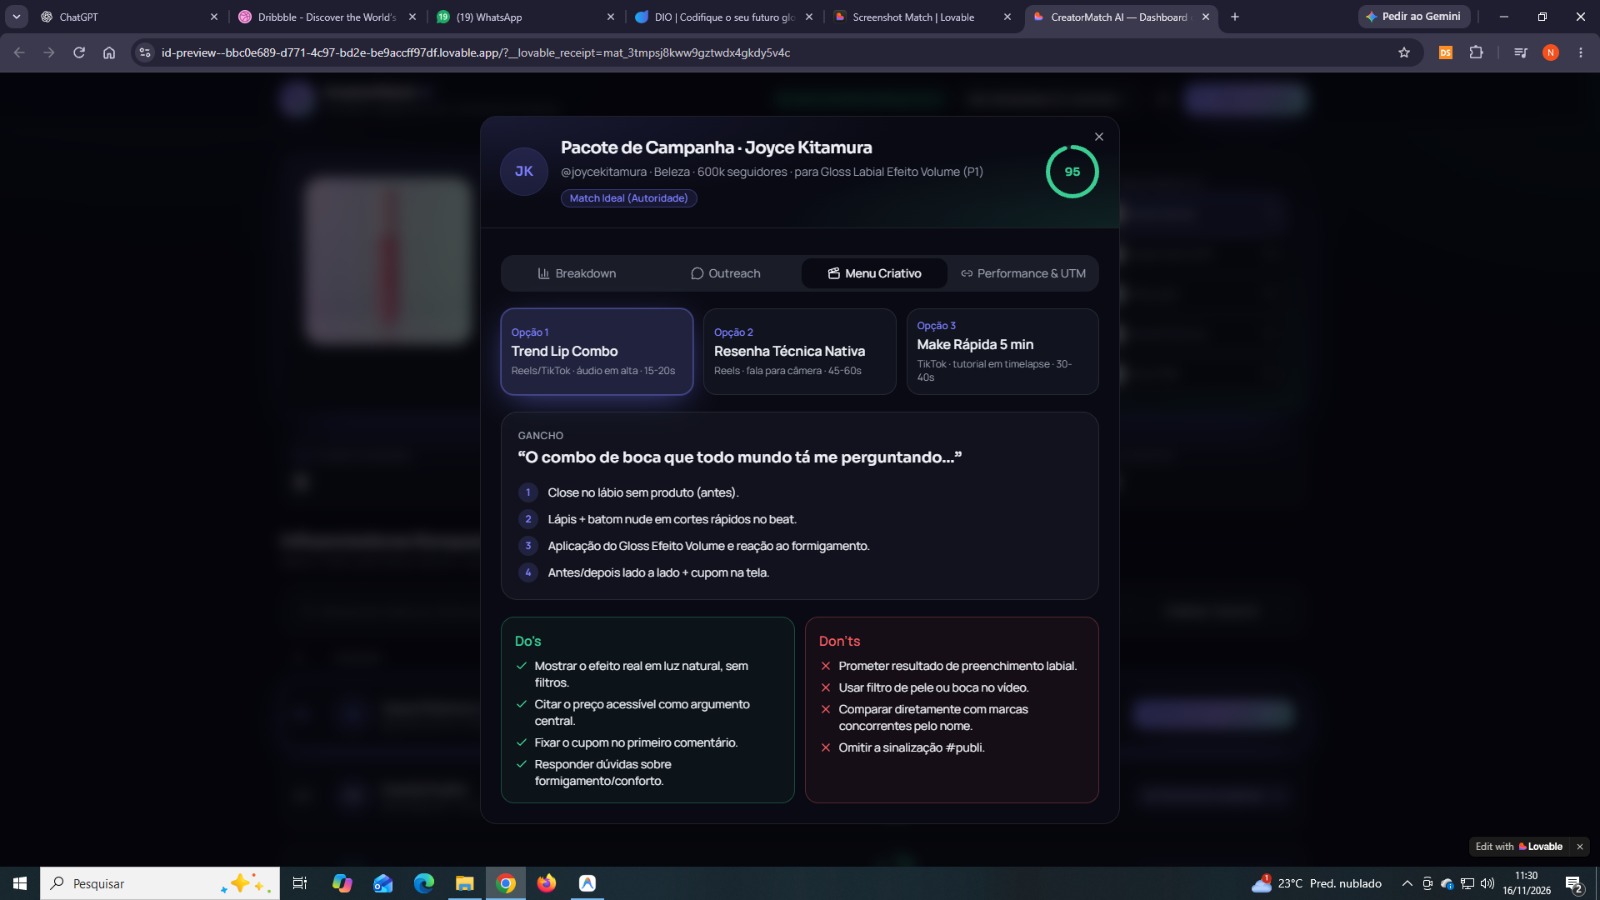 ChatGPT
Dribbble - Discover the World's
(19) WhatsApp
DIO | Codifique o seu futuro glo
Screenshot Match | Lovable
CreatorMatch AI — Dashboard
Pedir ao Gemini
id-preview--bbc0e689-d771-4c97-bd2e-be9accff97df.lovable.app/?__lovable_receipt=mat_3tmpsj8kww9gztwdx4gkdy5v4c
JK
Pacote de Campanha · Joyce Kitamura
@joycekitamura · Beleza · 600k seguidores · para Gloss Labial Efeito Volume (P1)
Match Ideal (Autoridade)
95
Breakdown
Outreach
Menu Criativo
Performance & UTM
Opção 1
Trend Lip Combo
Reels/TikTok · áudio em alta · 15-20s
Opção 2
Resenha Técnica Nativa
Reels · fala para câmera · 45-60s
Opção 3
Make Rápida 5 min
TikTok · tutorial em timelapse · 30-
40s
GANCHO
“O combo de boca que todo mundo tá me perguntando…”
1 Close no lábio sem produto (antes).
2 Lápis + batom nude em cortes rápidos no beat.
3 Aplicação do Gloss Efeito Volume e reação ao formigamento.
4 Antes/depois lado a lado + cupom na tela.
Do's
Mostrar o efeito real em luz natural, sem
filtros.
Citar o preço acessível como argumento
central.
Fixar o cupom no primeiro comentário.
Responder dúvidas sobre
formigamento/conforto.
Don'ts
Prometer resultado de preenchimento labial.
Usar filtro de pele ou boca no vídeo.
Comparar diretamente com marcas
concorrentes pelo nome.
Omitir a sinalização #publi.
Edit with Lovable
Pesquisar
23°C Pred. nublado
11:30
16/11/2026
2